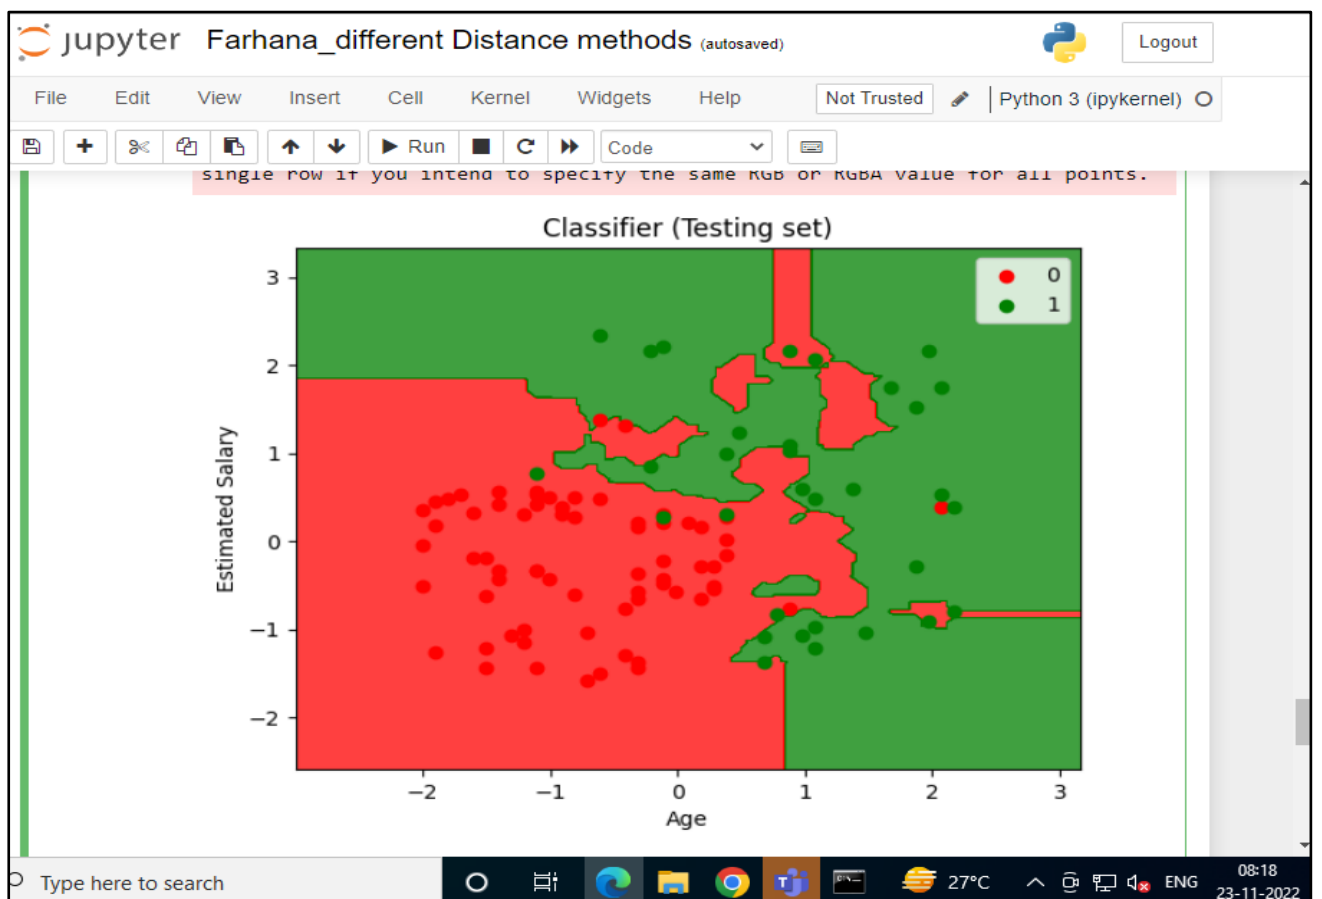 jupyter Farhana_different Distance methods (autosaved)
Logout
File Edit View Insert Cell Kernel Widgets Help Not Trusted Python 3 (ipykernel)
Run Code
single row if you intend to specify the same RGB or RGBA value for all points.
Classifier (Testing set)
3
2
1
0
−1
−2
Estimated Salary
0
1
−2 −1 0 1 2 3
Age
Type here to search
27°C
ENG
08:18
23-11-2022